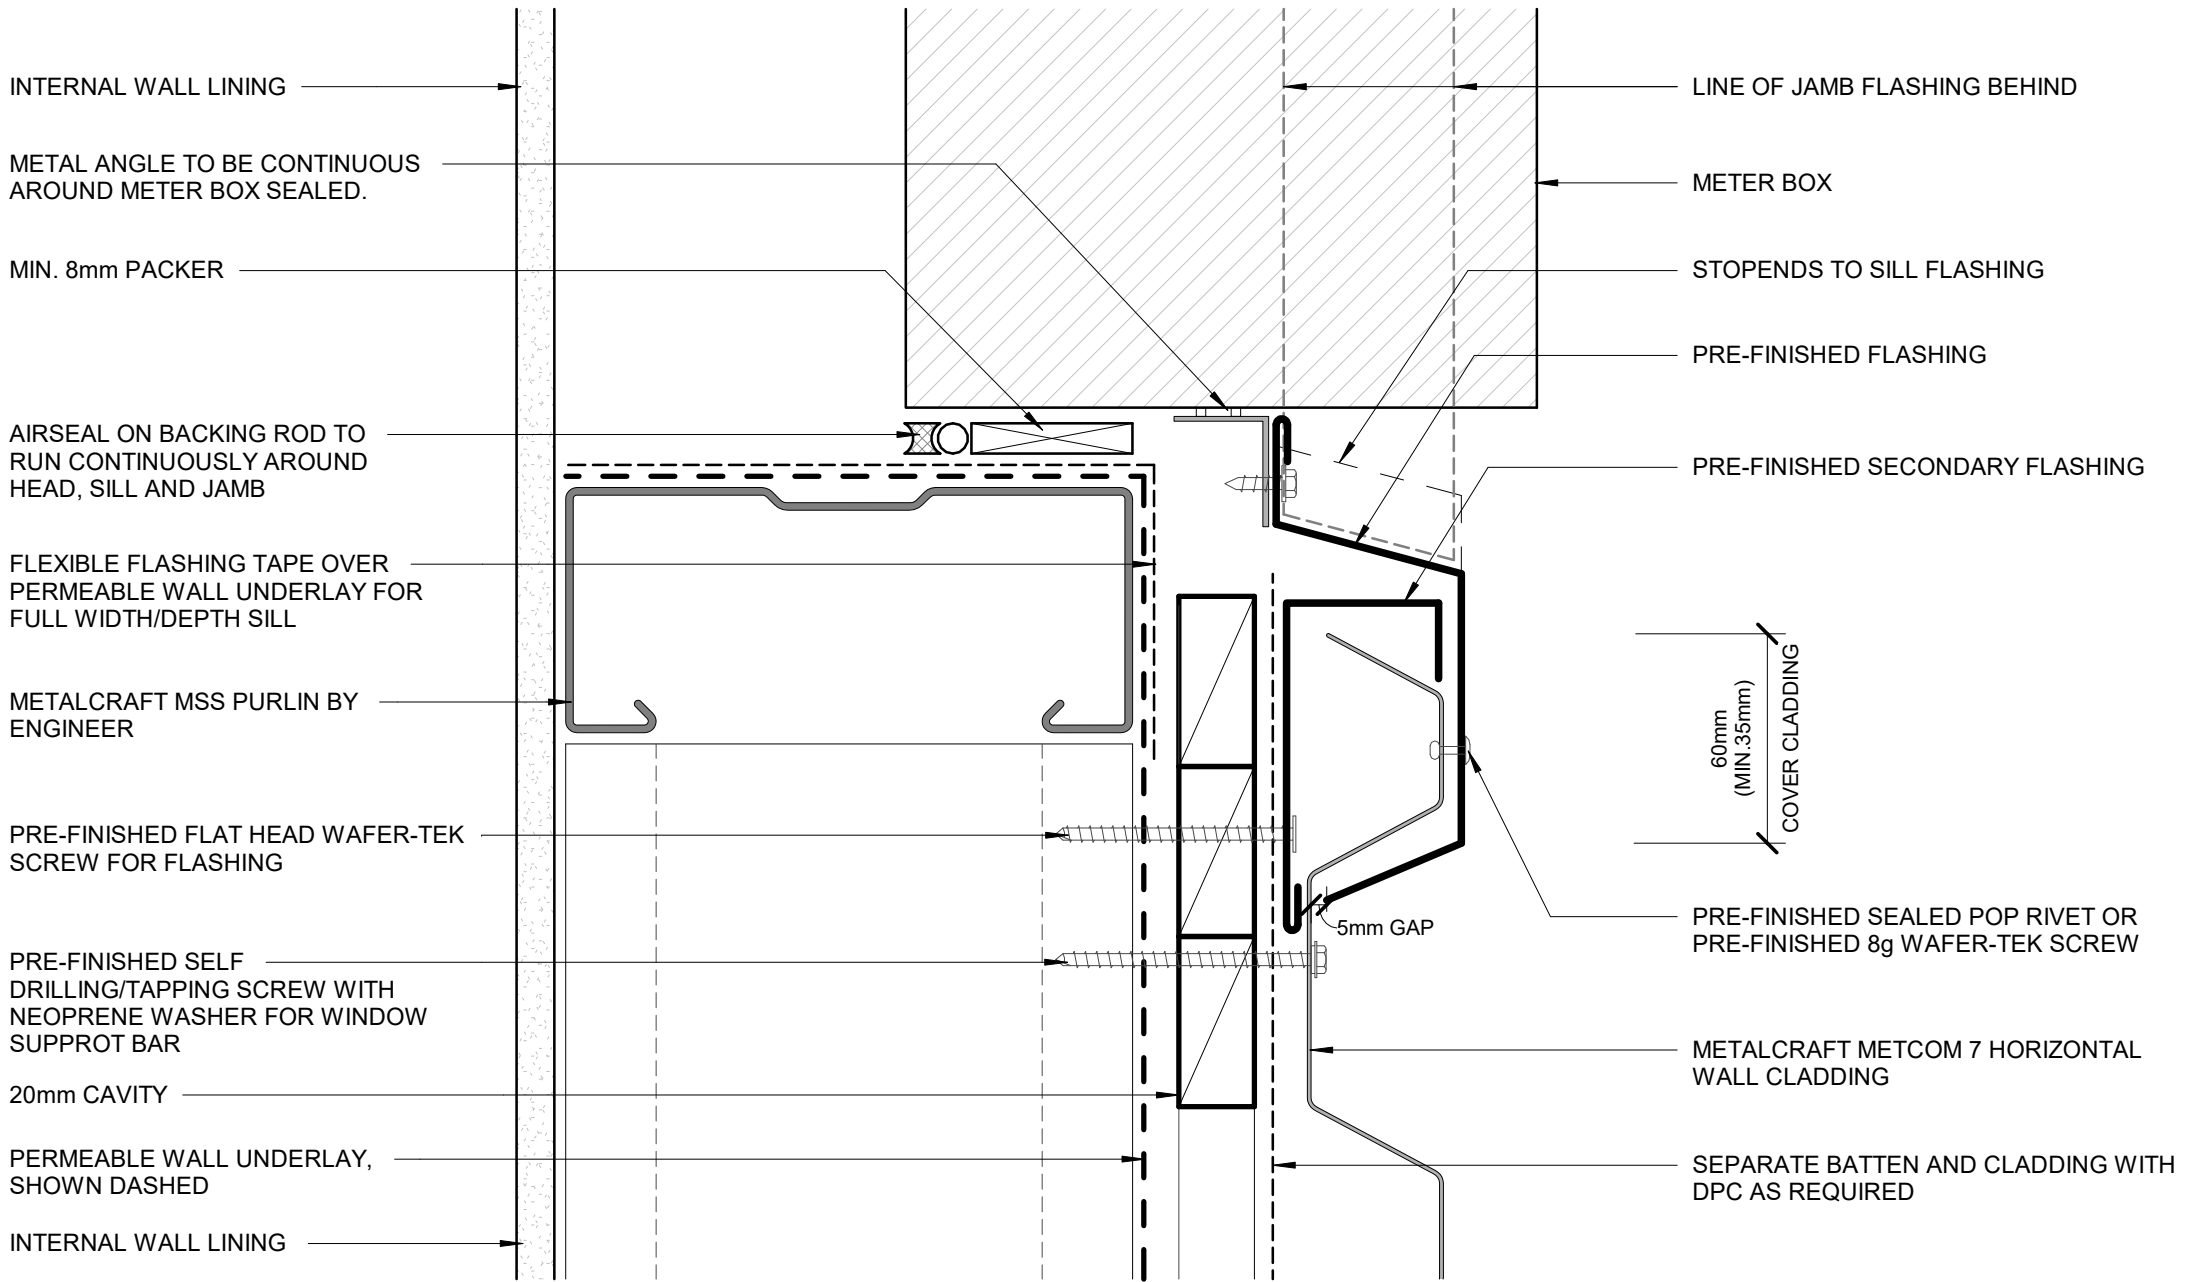 INTERNAL WALL LINING
METAL ANGLE TO BE CONTINUOUS
AROUND METER BOX SEALED.
MIN. 8mm PACKER
AIRSEAL ON BACKING ROD TO
RUN CONTINUOUSLY AROUND
HEAD, SILL AND JAMB
FLEXIBLE FLASHING TAPE OVER
PERMEABLE WALL UNDERLAY FOR
FULL WIDTH/DEPTH SILL
METALCRAFT MSS PURLIN BY
ENGINEER
PRE-FINISHED FLAT HEAD WAFER-TEK
SCREW FOR FLASHING
PRE-FINISHED SELF
DRILLING/TAPPING SCREW WITH
NEOPRENE WASHER FOR WINDOW
SUPPROT BAR
20mm CAVITY
PERMEABLE WALL UNDERLAY,
SHOWN DASHED
INTERNAL WALL LINING
5mm GAP
LINE OF JAMB FLASHING BEHIND
METER BOX
STOPENDS TO SILL FLASHING
PRE-FINISHED FLASHING
PRE-FINISHED SECONDARY FLASHING
60mm
(MIN.35mm)
COVER CLADDING
PRE-FINISHED SEALED POP RIVET OR
PRE-FINISHED 8g WAFER-TEK SCREW
METALCRAFT METCOM 7 HORIZONTAL
WALL CLADDING
SEPARATE BATTEN AND CLADDING WITH
DPC AS REQUIRED